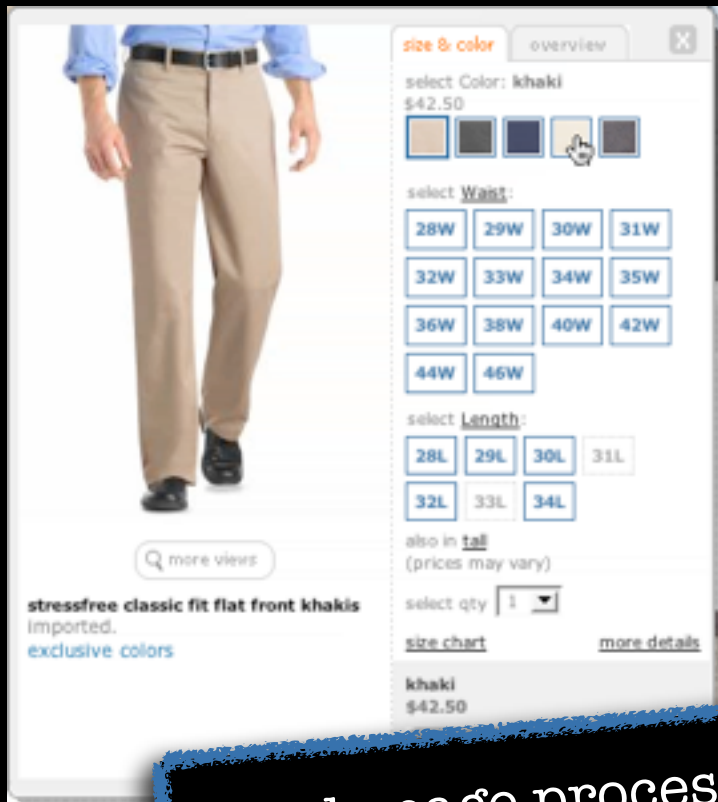 size & color
overview
X
select Color: khaki
$42.50
select Waist:
28W 29W 30W 31W
32W 33W 34W 35W
36W 38W 40W 42W
44W 46W
select Length:
28L 29L 30L 31L
32L 33L 34L
also in tall
(prices may vary)
select qty 1
size chart more details
khaki
$42.50
more views
stressfree classic fit flat front khakis
imported.
exclusive colors